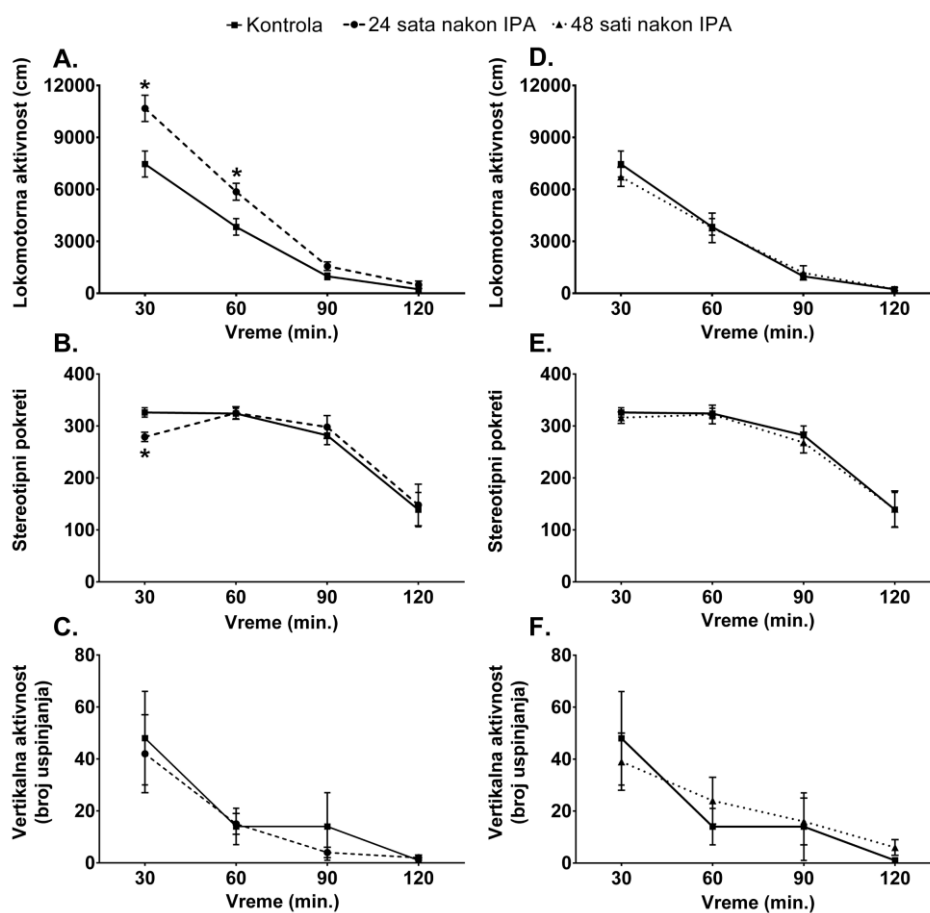 Kontrola 24 sata nakon IPA 48 sati nakon IPA
A.
Lokomotorna aktivnost (cm)
12000
9000
6000
3000
0
*
*
30 60 90 120
Vreme (min.)
D.
Lokomotorna aktivnost (cm)
12000
9000
6000
3000
0
30 60 90 120
Vreme (min.)
B.
Stereotipni pokreti
400
300
200
100
0
*
30 60 90 120
Vreme (min.)
E.
Stereotipni pokreti
400
300
200
100
0
30 60 90 120
Vreme (min.)
C.
Vertikalna aktivnost
(broj uspinjanja)
80
60
40
20
0
30 60 90 120
Vreme (min.)
F.
Vertikalna aktivnost
(broj uspinjanja)
80
60
40
20
0
30 60 90 120
Vreme (min.)